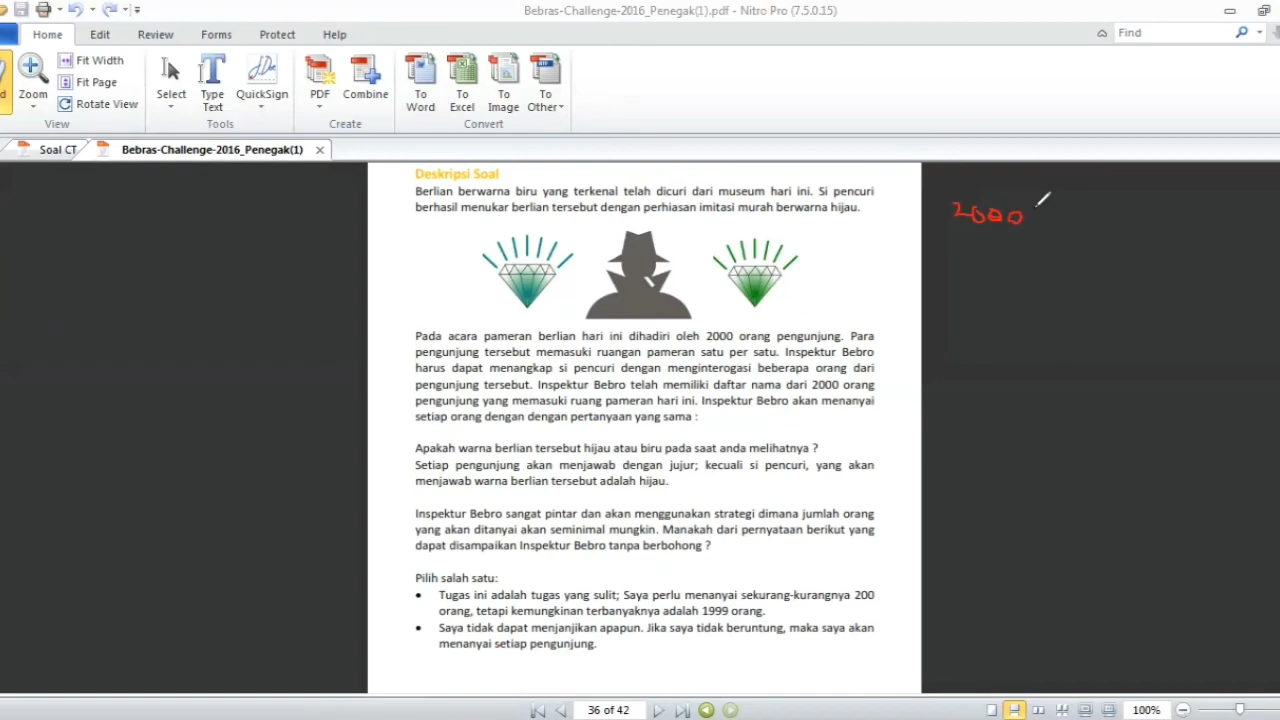 Bebras-Challenge-2016_Penegak(1).pdf - Nitro Pro (7.5.0.15)
Home Edit Review Forms Protect Help Find
Fit Width
Fit Page
Rotate View
Zoom Select Type Text QuickSign PDF Combine To Word To Excel To Image To Other
View Tools Create Convert
Soal CT Bebras-Challenge-2016_Penegak(1)
Deskripsi Soal
Berlian berwarna biru yang terkenal telah dicuri dari museum hari ini. Si pencuri
berhasil menukar berlian tersebut dengan perhiasan imitasi murah berwarna hijau.
2000
Pada acara pameran berlian hari ini dihadiri oleh 2000 orang pengunjung. Para
pengunjung tersebut memasuki ruangan pameran satu per satu. Inspektur Bebro
harus dapat menangkap si pencuri dengan menginterogasi beberapa orang dari
pengunjung tersebut. Inspektur Bebro telah memiliki daftar nama dari 2000 orang
pengunjung yang memasuki ruang pameran hari ini. Inspektur Bebro akan menanyai
setiap orang dengan dengan pertanyaan yang sama :
Apakah warna berlian tersebut hijau atau biru pada saat anda melihatnya ?
Setiap pengunjung akan menjawab dengan jujur; kecuali si pencuri, yang akan
menjawab warna berlian tersebut adalah hijau.
Inspektur Bebro sangat pintar dan akan menggunakan strategi dimana jumlah orang
yang akan ditanyai akan seminimal mungkin. Manakah dari pernyataan berikut yang
dapat disampaikan Inspektur Bebro tanpa berbohong ?
Pilih salah satu:
• Tugas ini adalah tugas yang sulit; Saya perlu menanyai sekurang-kurangnya 200
orang, tetapi kemungkinan terbanyaknya adalah 1999 orang.
• Saya tidak dapat menjanjikan apapun. Jika saya tidak beruntung, maka saya akan
menanyai setiap pengunjung.
36 of 42
100%